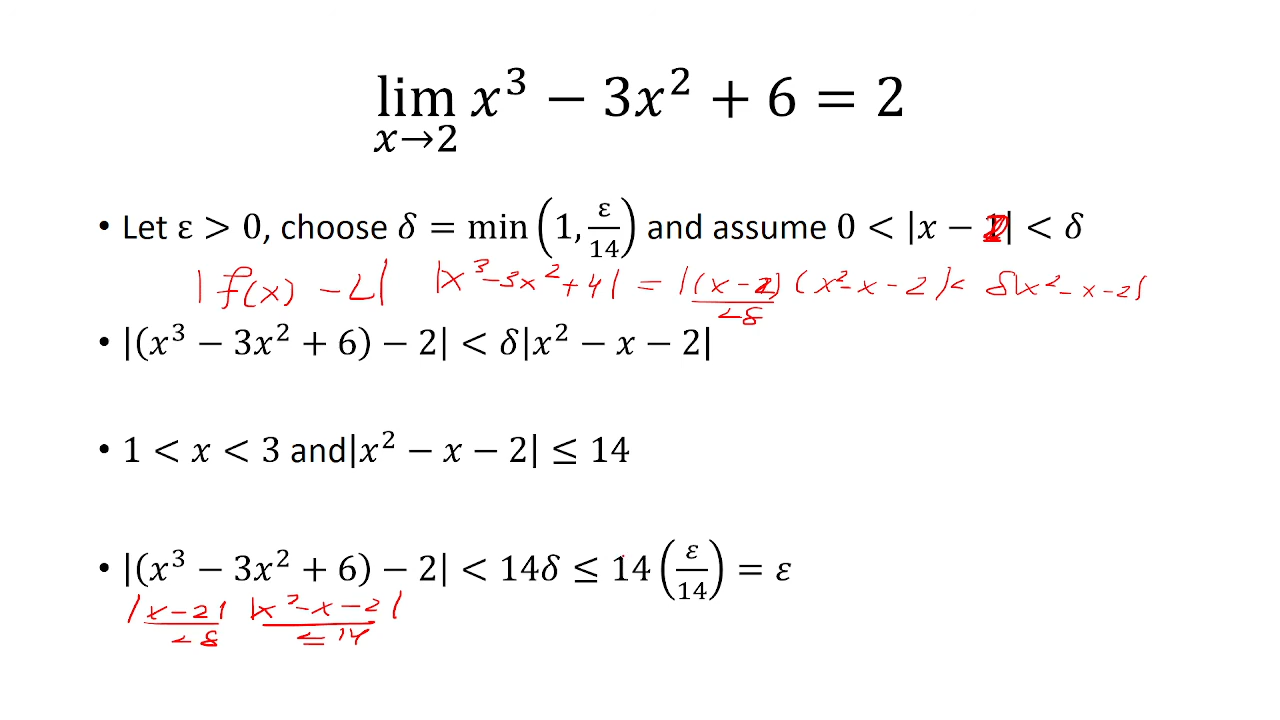 lim x→2 x³ − 3x² + 6 = 2
• Let ε > 0, choose δ = min(1, ε/14) and assume 0 < |x − 2| < δ
|f(x) − L| |x³ − 3x² + 4| = |(x − 2)(x² − x − 2)| < δ|x² − x − 2|
< δ
• |(x³ − 3x² + 6) − 2| < δ|x² − x − 2|
• 1 < x < 3 and|x² − x − 2| ≤ 14
• |(x³ − 3x² + 6) − 2| < 14δ ≤ 14(ε/14) = ε
|x − 2| |x² − x − 2|
< δ ≤ 14